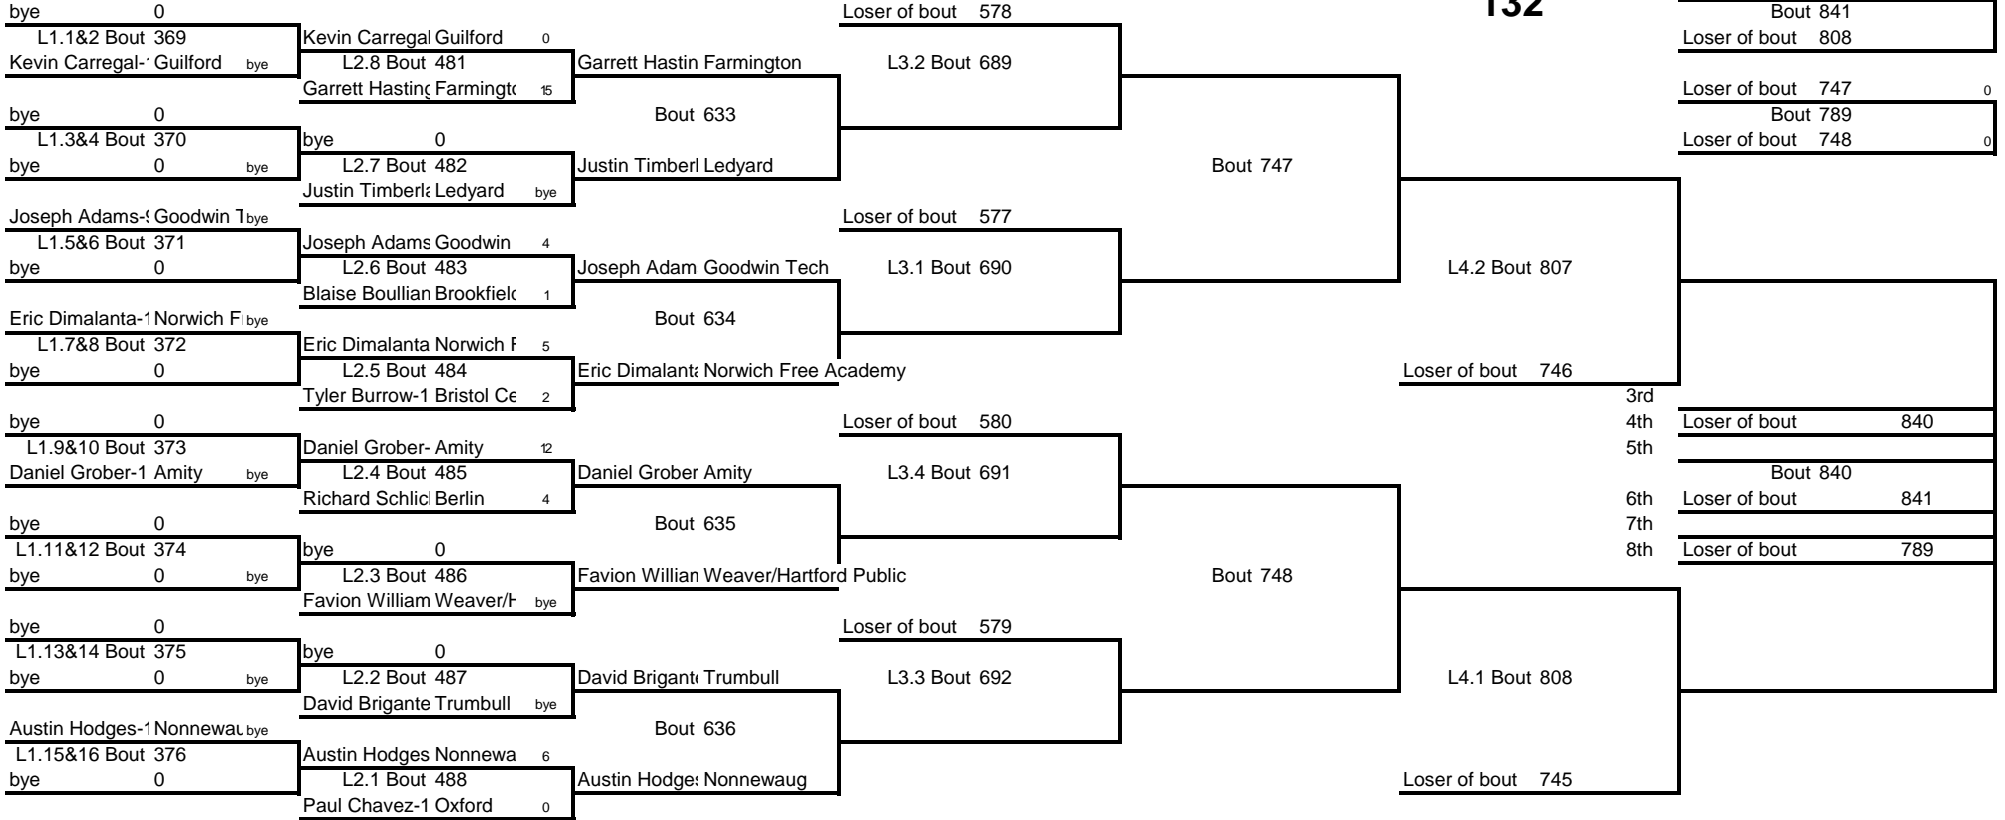 bye 0 Loser of bout 578 132 Bout 841
L1.1&2 Bout 369 Kevin Carregal Guilford 0 Loser of bout 808
Kevin Carregal- Guilford bye L2.8 Bout 481 Garrett Hastin Farmington L3.2 Bout 689
Garrett Hasting Farmingto 15 Loser of bout 747 0
bye 0 Bout 633 Bout 789
L1.3&4 Bout 370 bye 0 Loser of bout 748 0
bye 0 bye L2.7 Bout 482 Justin Timberl Ledyard Bout 747
Justin Timberla Ledyard bye
Joseph Adams-9 Goodwin T bye Loser of bout 577
L1.5&6 Bout 371 Joseph Adams Goodwin 4
bye 0 L2.6 Bout 483 Joseph Adam Goodwin Tech L3.1 Bout 690 L4.2 Bout 807
Blaise Boullian Brookfield 1
Eric Dimalanta-1 Norwich F bye Bout 634
L1.7&8 Bout 372 Eric Dimalanta Norwich F 5
bye 0 L2.5 Bout 484 Eric Dimalanta Norwich Free Academy Loser of bout 746
Tyler Burrow-1 Bristol Ce 2 3rd
bye 0 Loser of bout 580 4th Loser of bout 840
L1.9&10 Bout 373 Daniel Grober- Amity 12 5th
Daniel Grober-1 Amity bye L2.4 Bout 485 Daniel Grober Amity L3.4 Bout 691 Bout 840
Richard Schlicl Berlin 4 6th Loser of bout 841
bye 0 Bout 635 7th
L1.11&12 Bout 374 bye 0 8th Loser of bout 789
bye 0 bye L2.3 Bout 486 Favion Willian Weaver/Hartford Public Bout 748
Favion William Weaver/H bye
bye 0 Loser of bout 579
L1.13&14 Bout 375 bye 0
bye 0 bye L2.2 Bout 487 David Brigante Trumbull L3.3 Bout 692 L4.1 Bout 808
David Brigante Trumbull bye
Austin Hodges-1 Nonnewau bye Bout 636
L1.15&16 Bout 376 Austin Hodges Nonnewa 6
bye 0 L2.1 Bout 488 Austin Hodges Nonnewaug Loser of bout 745
Paul Chavez-1 Oxford 0